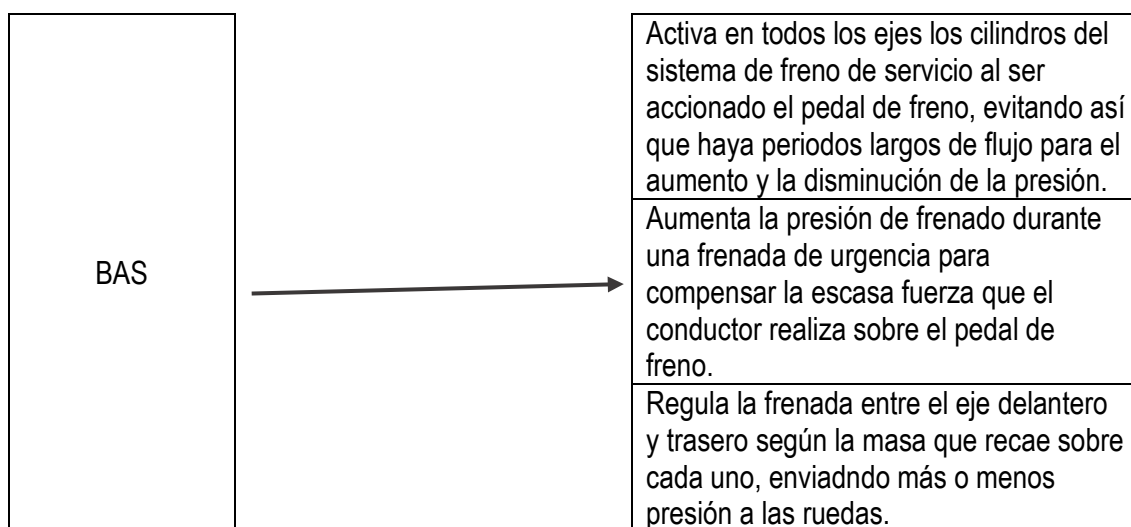 BAS
Activa en todos los ejes los cilindros del
sistema de freno de servicio al ser
accionado el pedal de freno, evitando así
que haya periodos largos de flujo para el
aumento y la disminución de la presión.
Aumenta la presión de frenado durante
una frenada de urgencia para
compensar la escasa fuerza que el
conductor realiza sobre el pedal de
freno.
Regula la frenada entre el eje delantero
y trasero según la masa que recae sobre
cada uno, enviadndo más o menos
presión a las ruedas.